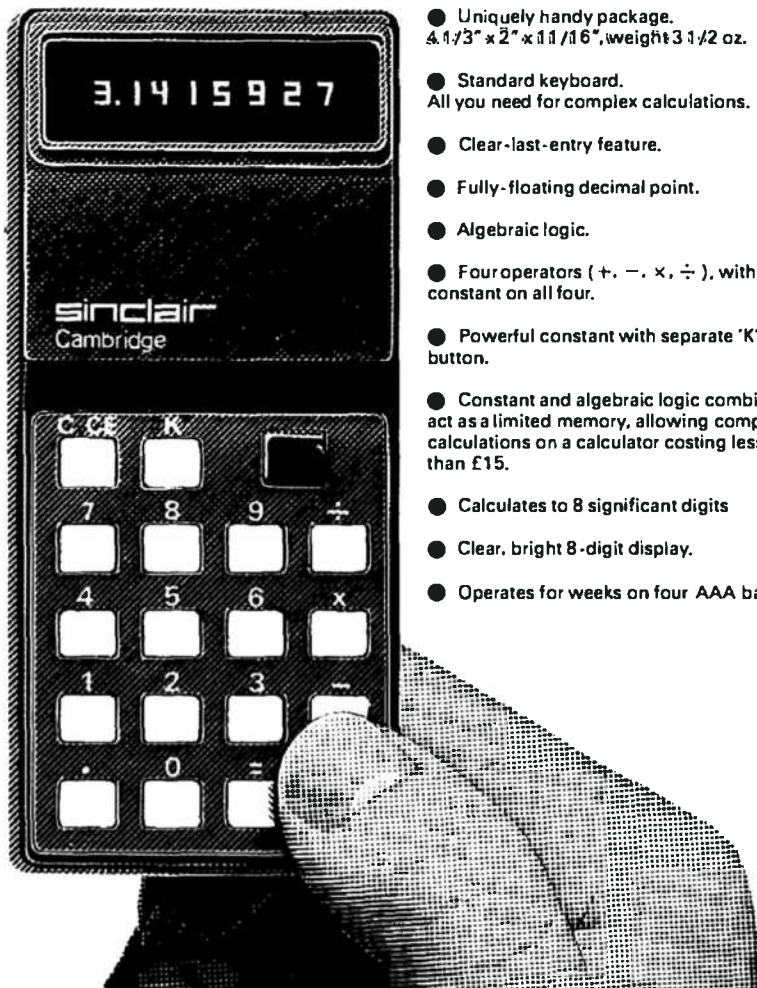 3.1415927
sinclair
Cambridge
C CE K
7 8 9 ÷
4 5 6 x
1 2 3 −
. 0 =
● Uniquely handy package.
4 1/3" x 2" x 11/16", weight 3 1/2 oz.
● Standard keyboard.
All you need for complex calculations.
● Clear-last-entry feature.
● Fully-floating decimal point.
● Algebraic logic.
● Four operators (+, −, ×, ÷), with
constant on all four.
● Powerful constant with separate 'K'
button.
● Constant and algebraic logic combi
act as a limited memory, allowing comp
calculations on a calculator costing les
than £15.
● Calculates to 8 significant digits
● Clear, bright 8-digit display.
● Operates for weeks on four AAA ba